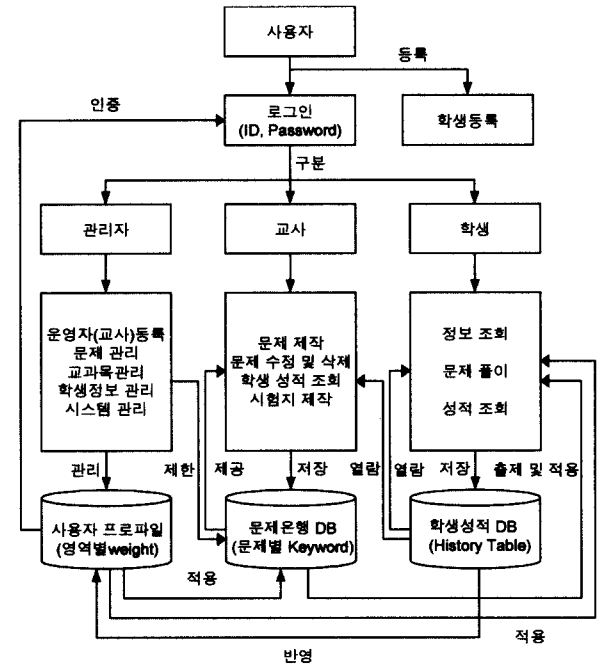 사용자
등록
인증
로그인
(ID, Password)
학생등록
구분
관리자
교사
학생
운영자(교사)등록
문제 관리
교과목관리
학생정보 관리
시스템 관리
문제 제작
문제 수정 및 삭제
학생 성적 조회
시험지 제작
정보 조회
문제 풀이
성적 조회
관리
제한
제공
저장
열람
열람
저장
출제 및 적용
사용자 프로파일
(영역별weight)
문제은행 DB
(문제별 Keyword)
학생성적 DB
(History Table)
적용
적용
반영